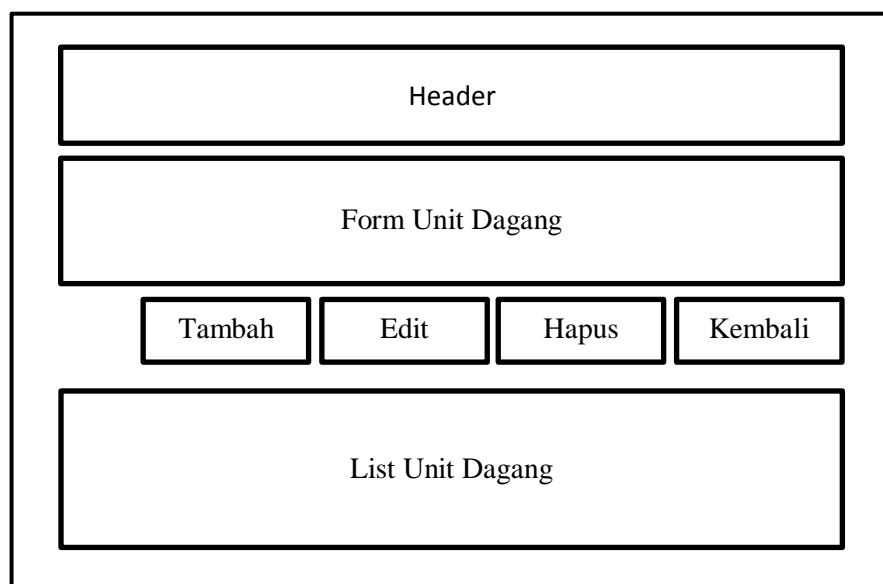 Header
Form Unit Dagang
Tambah Edit Hapus Kembali
List Unit Dagang